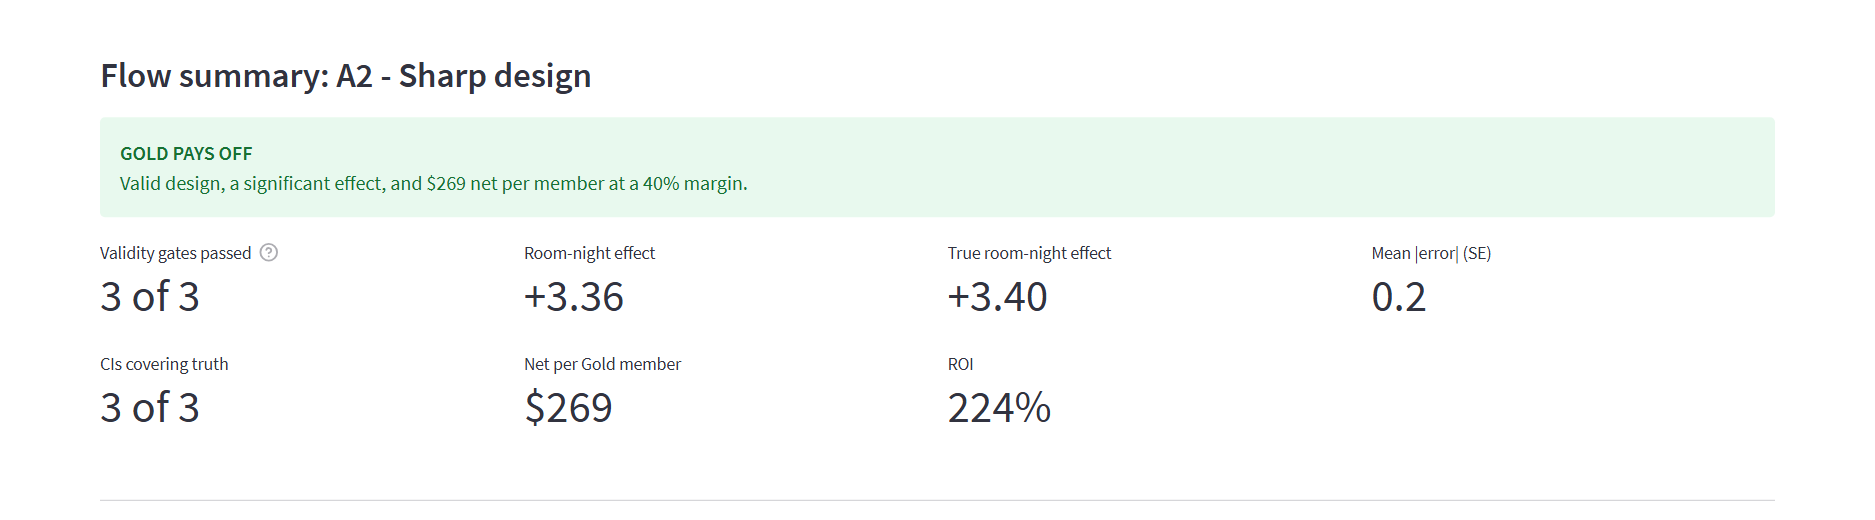 Flow summary: A2 - Sharp design
GOLD PAYS OFF
Valid design, a significant effect, and $269 net per member at a 40% margin.
Validity gates passed ?
Room-night effect
True room-night effect
Mean |error| (SE)
3 of 3
+3.36
+3.40
0.2
CIs covering truth
Net per Gold member
ROI
3 of 3
$269
224%